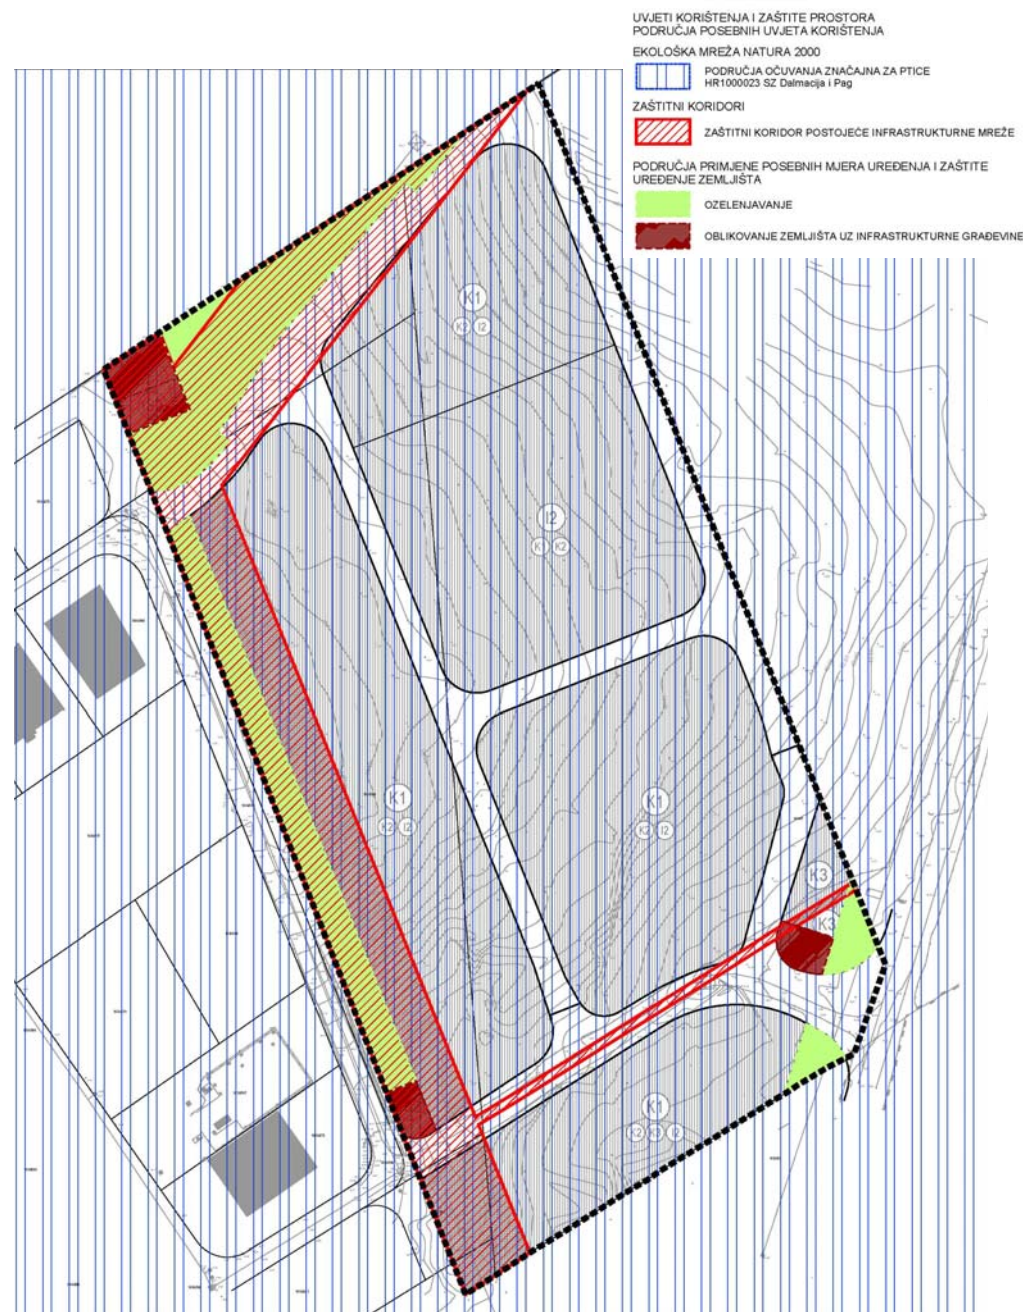 UVJETI KORIŠTENJA I ZAŠTITE PROSTORA
PODRUČJA POSEBNIH UVJETA KORIŠTENJA
EKOLOŠKA MREŽA NATURA 2000
PODRUČJA OČUVANJA ZNAČAJNA ZA PTICE
HR1000023 SZ Dalmacija i Pag
ZAŠTITNI KORIDORI
ZAŠTITNI KORIDOR POSTOJEĆE INFRASTRUKTURNE MREŽE
PODRUČJA PRIMJENE POSEBNIH MJERA UREĐENJA I ZAŠTITE
UREĐENJE ZEMLJIŠTA
OZELENJAVANJE
OBLIKOVANJE ZEMLJIŠTA UZ INFRASTRUKTURNE GRAĐEVINE
K1
K2 I2
I2
K1 K2
K1
K2 I2
K1
K2 I2
K3
K3
K1
K2 K3 I2